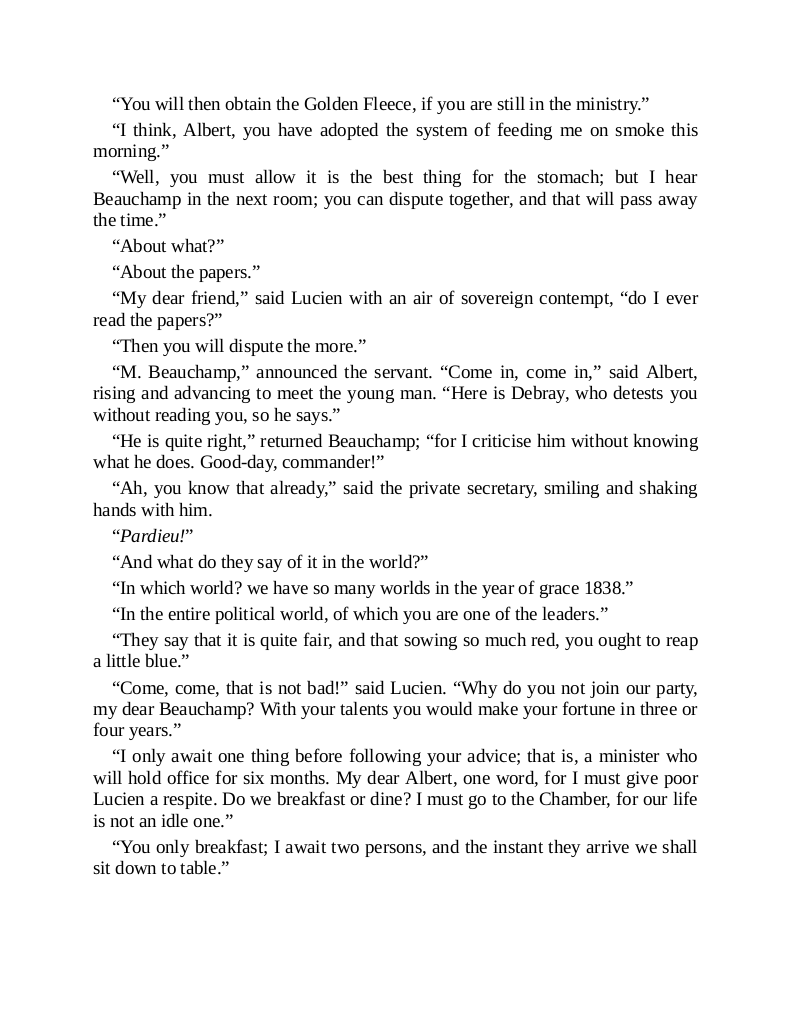 “You will then obtain the Golden Fleece, if you are still in the ministry.”
“I think, Albert, you have adopted the system of feeding me on smoke this
morning.”
“Well, you must allow it is the best thing for the stomach; but I hear
Beauchamp in the next room; you can dispute together, and that will pass away
the time.”
“About what?”
“About the papers.”
“My dear friend,” said Lucien with an air of sovereign contempt, “do I ever
read the papers?”
“Then you will dispute the more.”
“M. Beauchamp,” announced the servant. “Come in, come in,” said Albert,
rising and advancing to meet the young man. “Here is Debray, who detests you
without reading you, so he says.”
“He is quite right,” returned Beauchamp; “for I criticise him without knowing
what he does. Good-day, commander!”
“Ah, you know that already,” said the private secretary, smiling and shaking
hands with him.
“Pardieu!”
“And what do they say of it in the world?”
“In which world? we have so many worlds in the year of grace 1838.”
“In the entire political world, of which you are one of the leaders.”
“They say that it is quite fair, and that sowing so much red, you ought to reap
a little blue.”
“Come, come, that is not bad!” said Lucien. “Why do you not join our party,
my dear Beauchamp? With your talents you would make your fortune in three or
four years.”
“I only await one thing before following your advice; that is, a minister who
will hold office for six months. My dear Albert, one word, for I must give poor
Lucien a respite. Do we breakfast or dine? I must go to the Chamber, for our life
is not an idle one.”
“You only breakfast; I await two persons, and the instant they arrive we shall
sit down to table.”